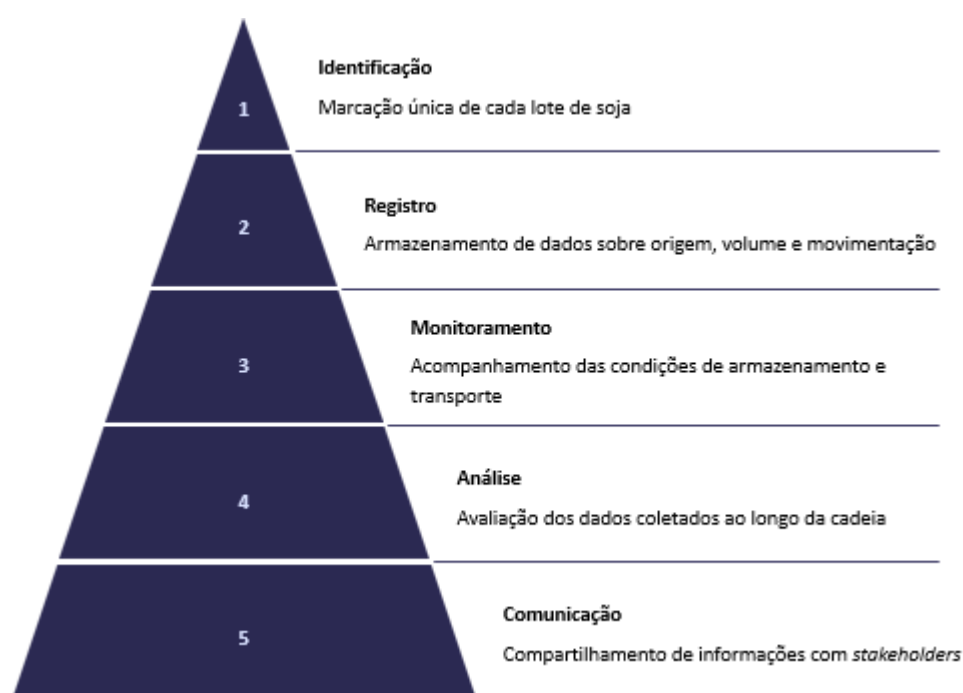 1
Identificação
Marcação única de cada lote de soja
2
Registro
Armazenamento de dados sobre origem, volume e movimentação
3
Monitoramento
Acompanhamento das condições de armazenamento e
transporte
4
Análise
Avaliação dos dados coletados ao longo da cadeia
5
Comunicação
Compartilhamento de informações com stakeholders